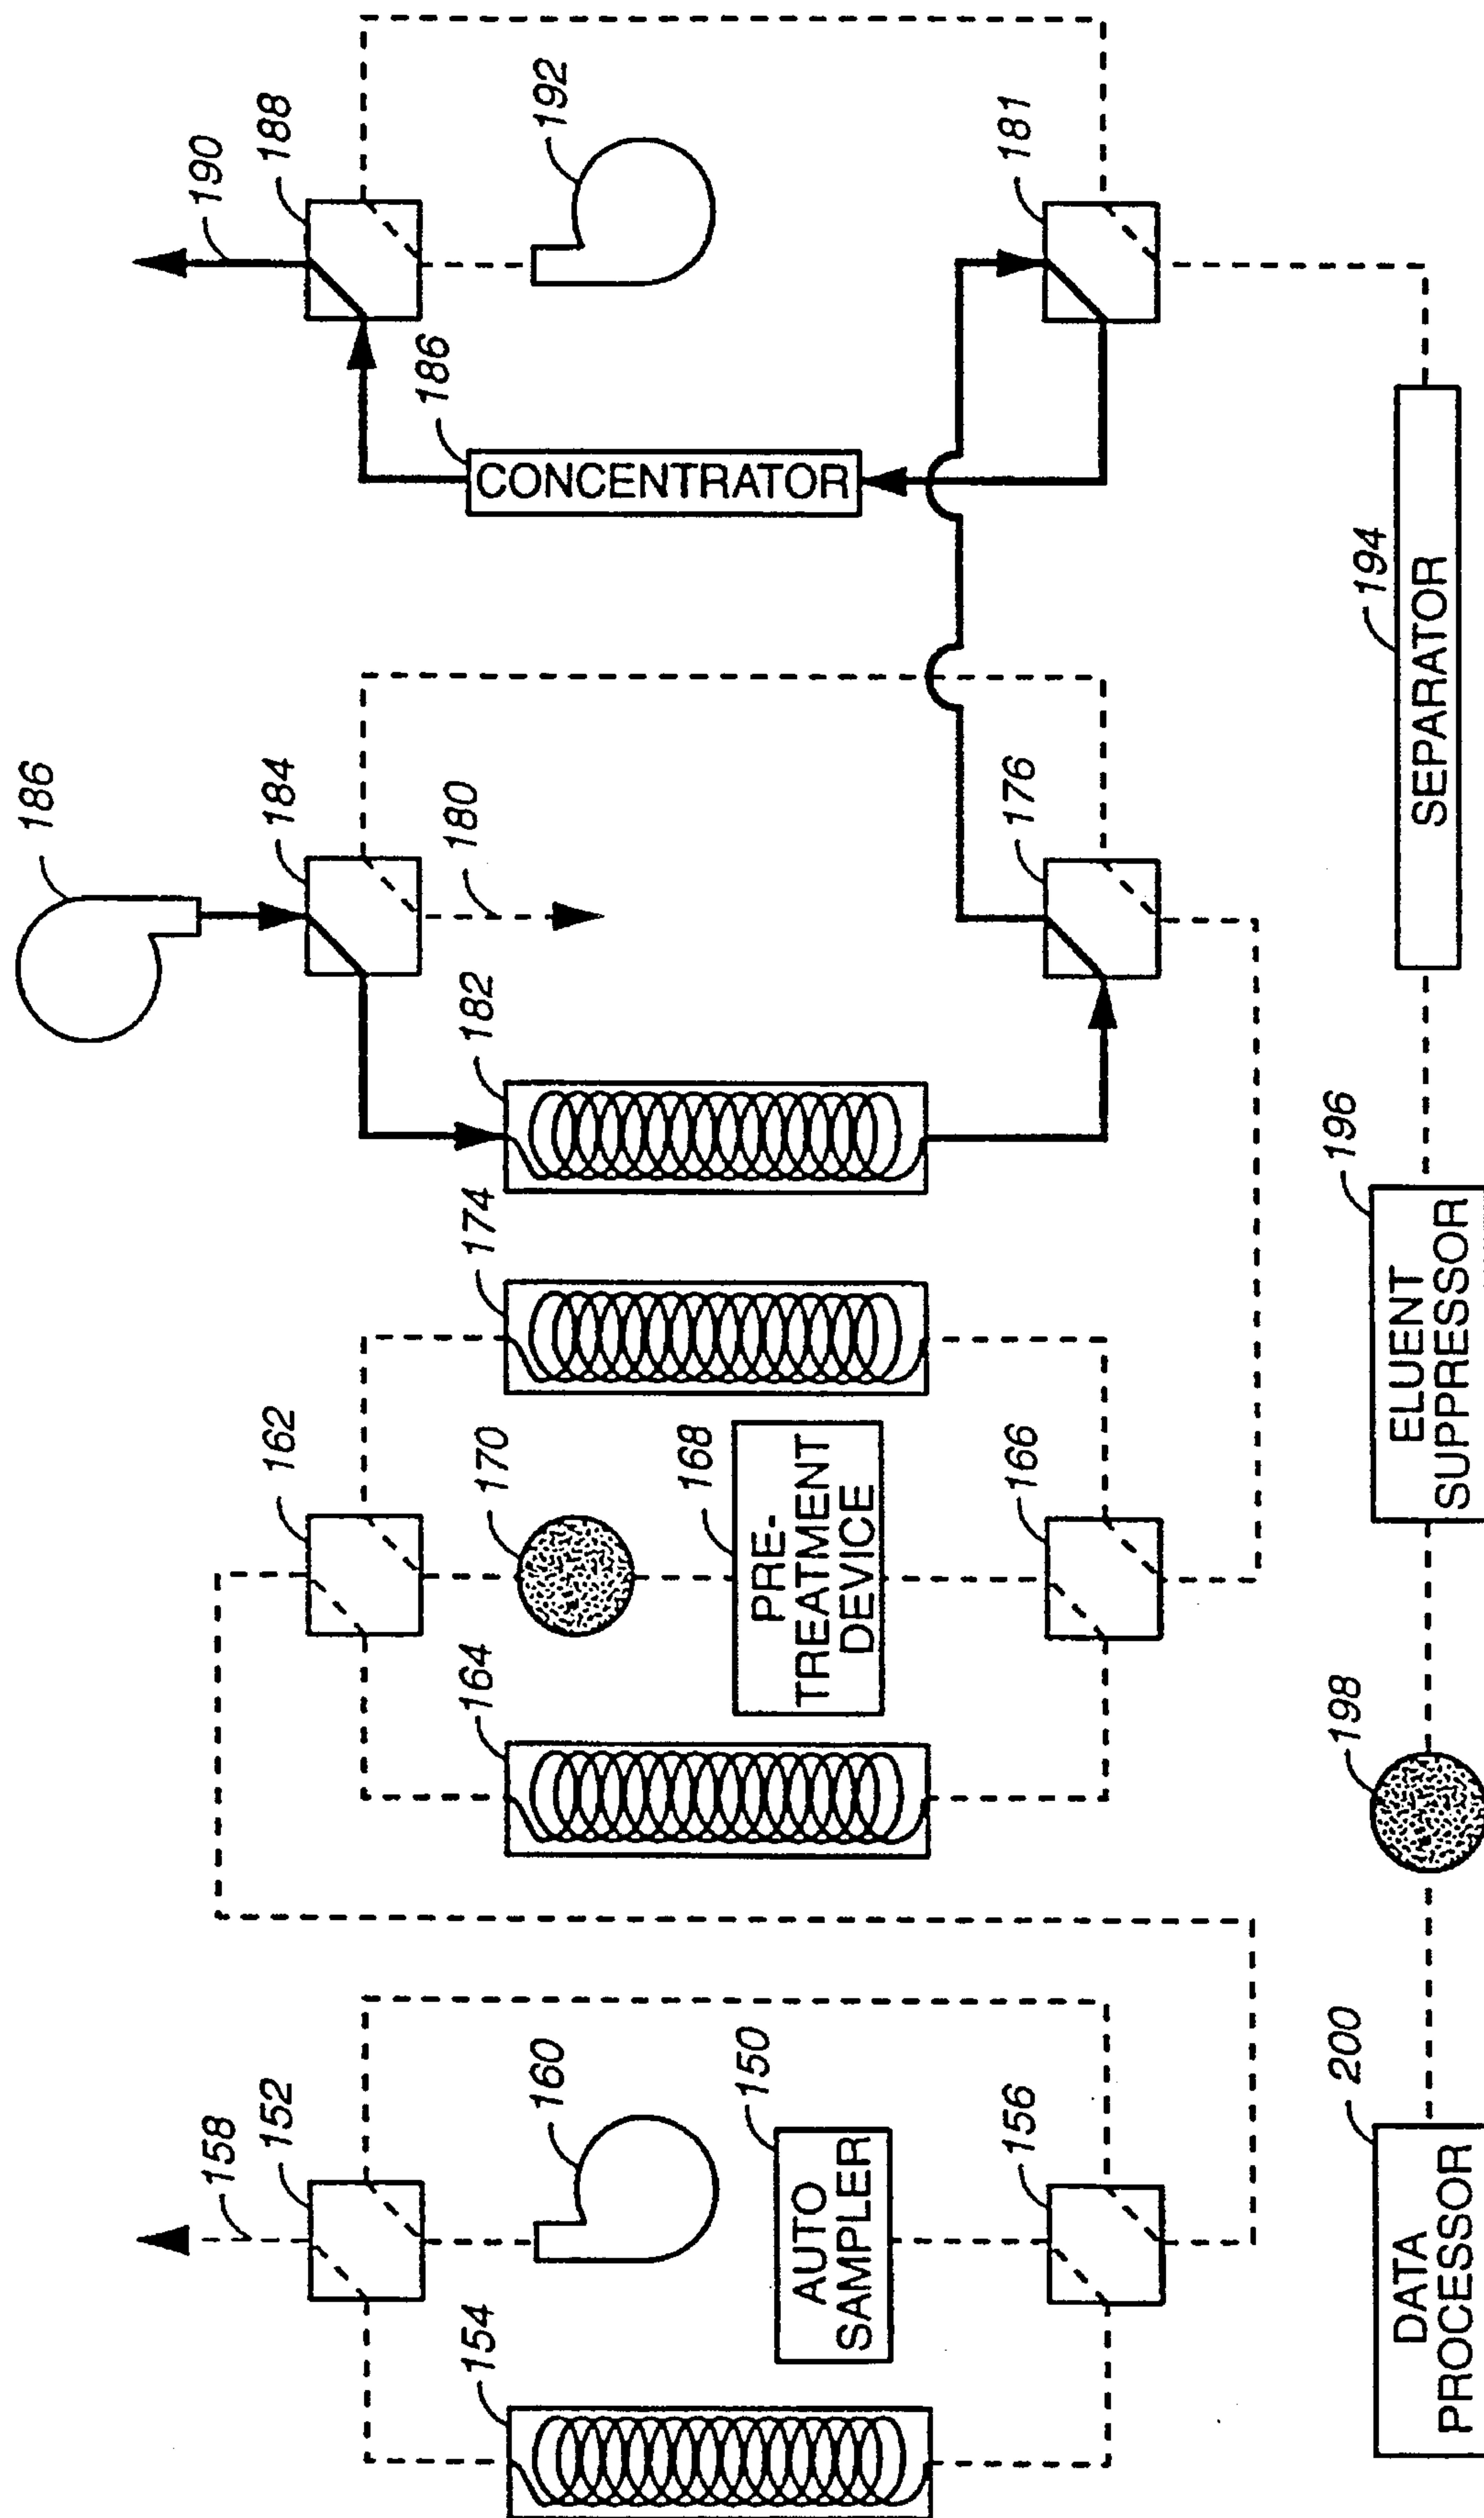 190
188
192
186
CONCENTRATOR
181
186
184
180
176
182
174
194
SEPARATOR
162
170
168
PRE-
TREATMENT
DEVICE
166
164
196
ELUENT
SUPPRESSOR
198
158
152
160
150
AUTO
SAMPLER
156
154
200
DATA
PROCESSOR